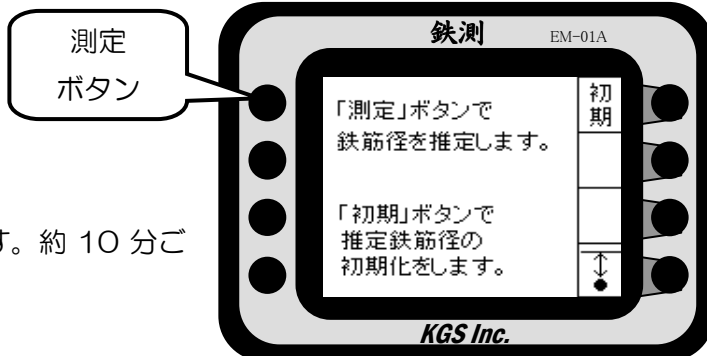 測定
ボタン
鉄測 EM-01A
「測定」ボタンで
鉄筋径を推定します。
初期
「初期」ボタンで
推定鉄筋径の
初期化をします。
す。約 10 分ご
KGS Inc.